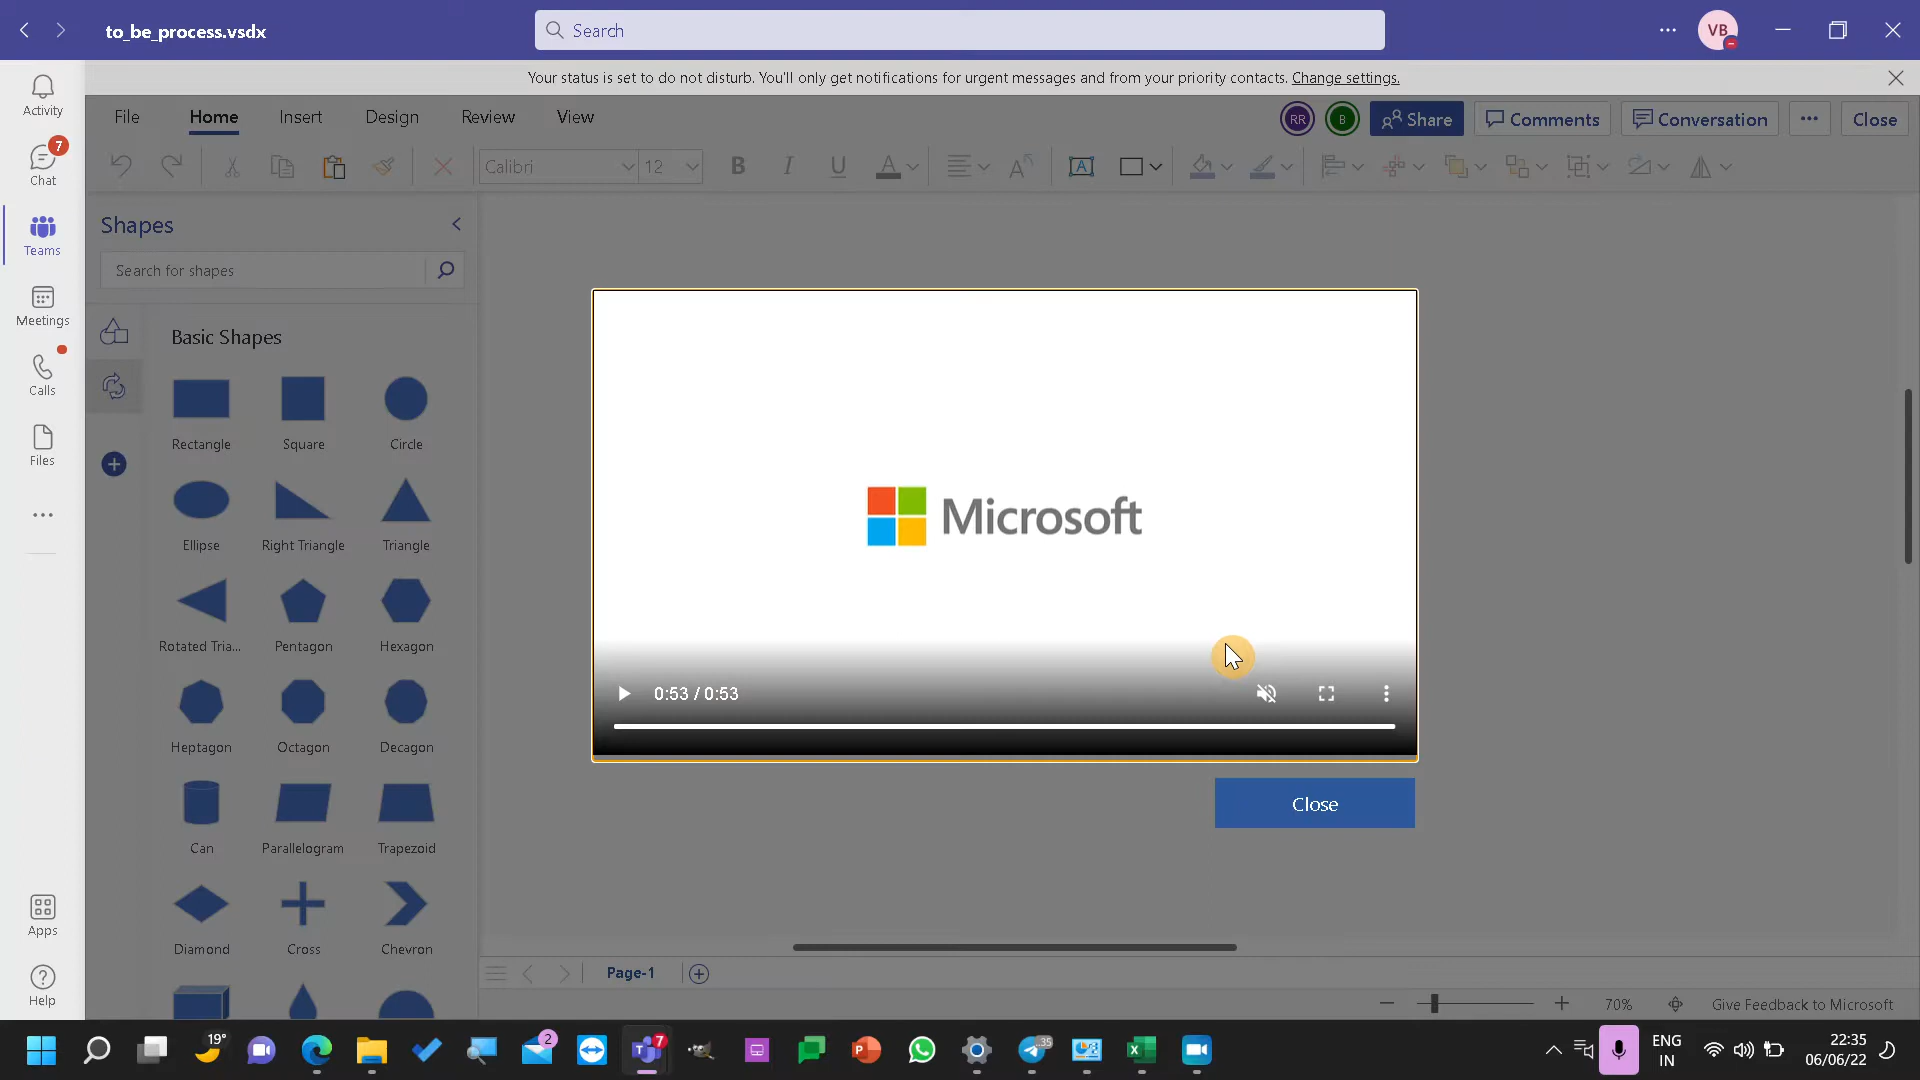 to_be_process.vsdx
Search
VB
Your status is set to do not disturb. You'll only get notifications for urgent messages and from your priority contacts. Change settings.
Activity
7
Chat
Teams
Meetings
Calls
Files
Apps
Help
File Home Insert Design Review View
RR B Share Comments Conversation Close
Calibri 12 B I U A
Shapes
Search for shapes
Basic Shapes
Rectangle Square Circle
Ellipse Right Triangle Triangle
Rotated Tria... Pentagon Hexagon
Heptagon Octagon Decagon
Can Parallelogram Trapezoid
Diamond Cross Chevron
Microsoft
0:53 / 0:53
Close
Page-1
70% Give Feedback to Microsoft
19° 2 7 .35
ENG
IN
22:35
06/06/22